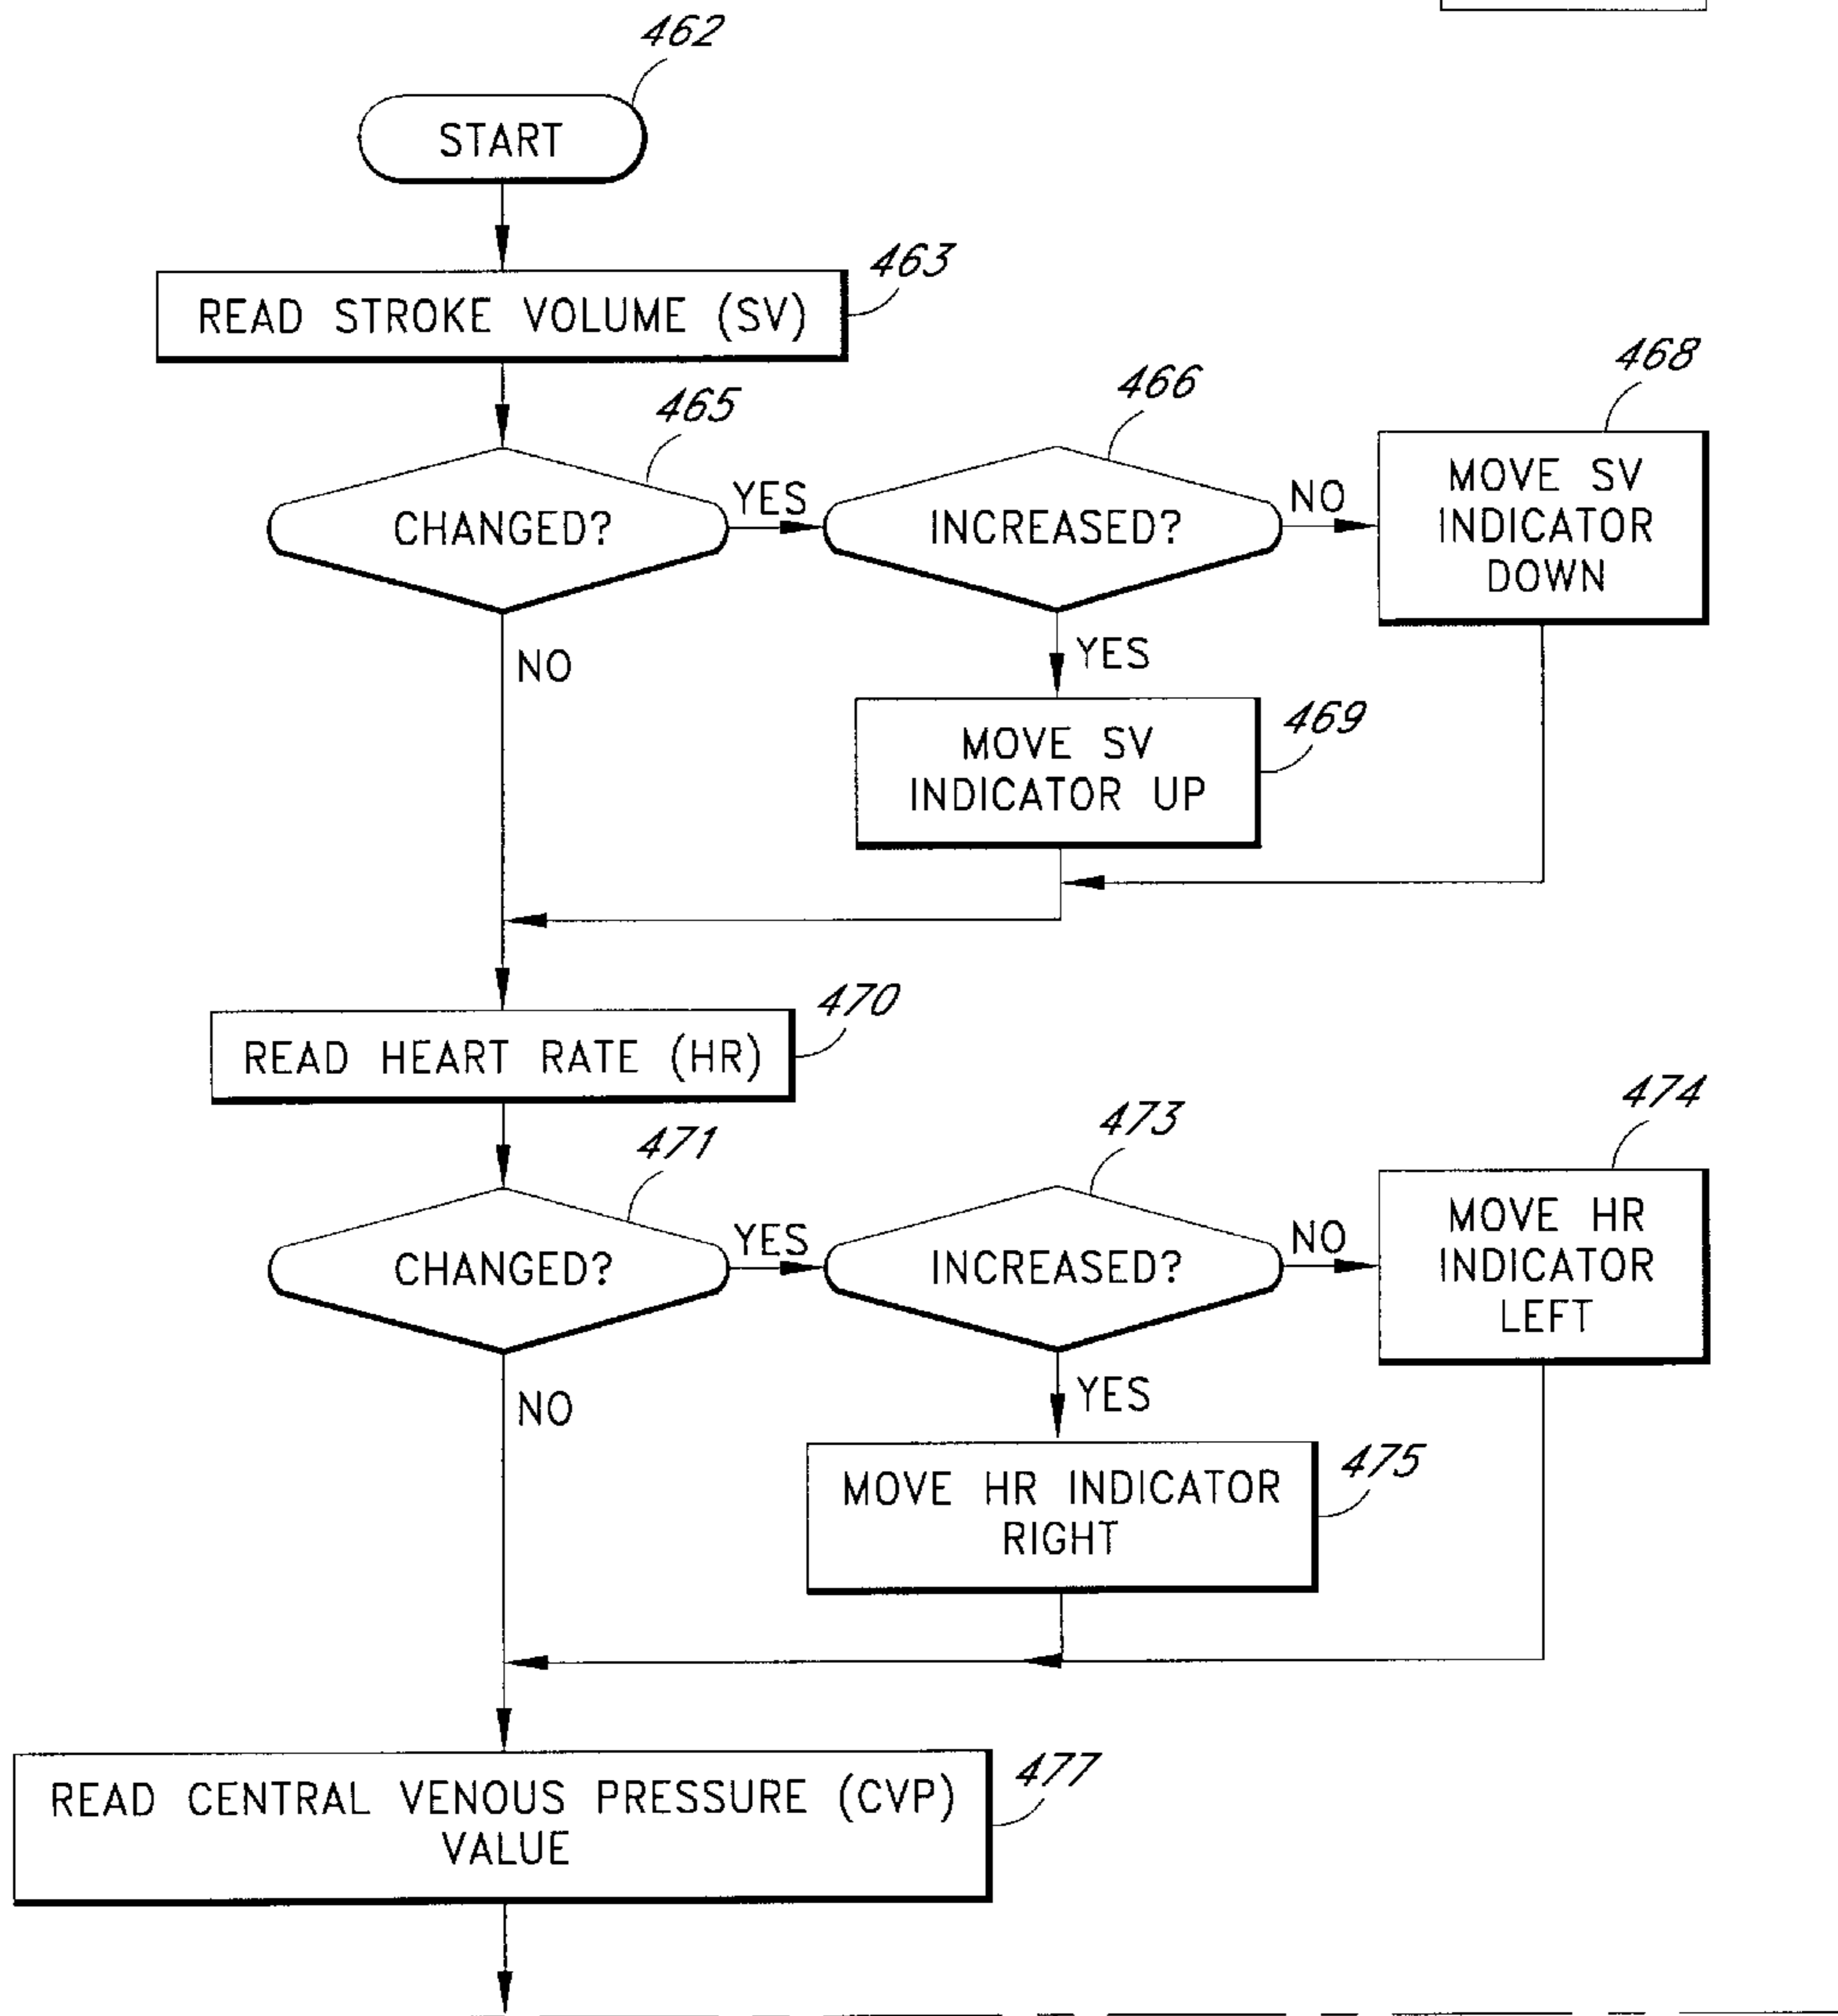 462
START
463
READ STROKE VOLUME (SV)
465
466
468
CHANGED?
YES
INCREASED?
NO
MOVE SV
INDICATOR
DOWN
NO
YES
469
MOVE SV
INDICATOR UP
470
READ HEART RATE (HR)
471
473
474
CHANGED?
YES
INCREASED?
NO
MOVE HR
INDICATOR
LEFT
NO
YES
475
MOVE HR INDICATOR
RIGHT
477
READ CENTRAL VENOUS PRESSURE (CVP)
VALUE